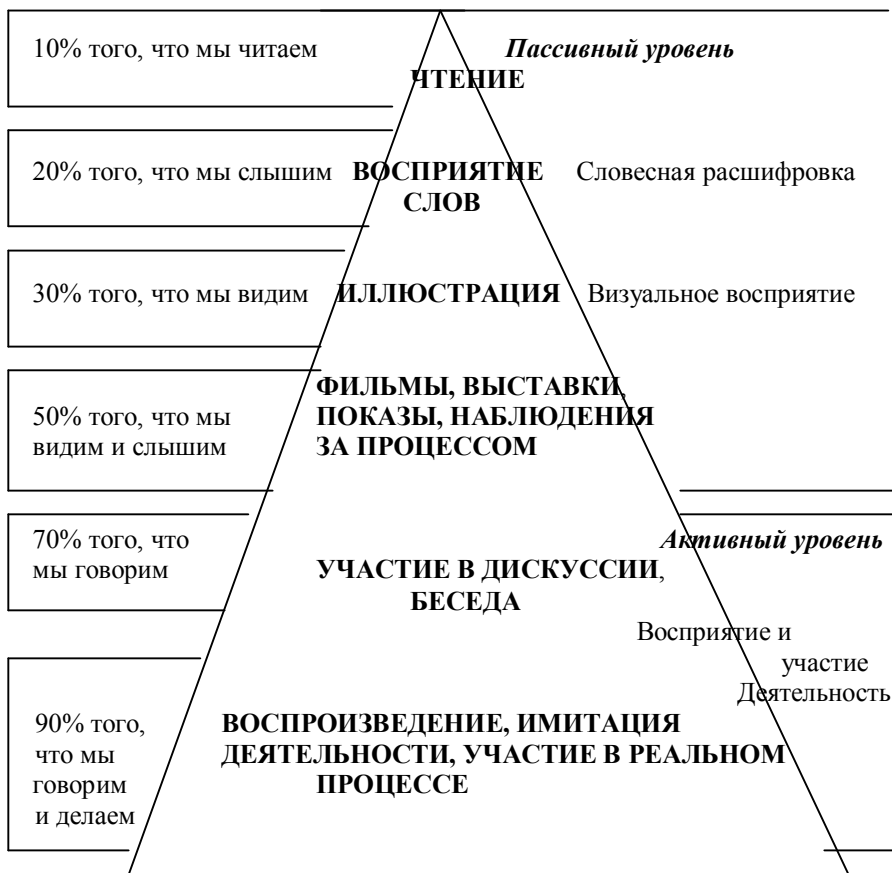 10% того, что мы читаем
Пассивный уровень
ЧТЕНИЕ
20% того, что мы слышим
ВОСПРИЯТИЕ
СЛОВ
Словесная расшифровка
30% того, что мы видим
ИЛЛЮСТРАЦИЯ
Визуальное восприятие
50% того, что мы
видим и слышим
ФИЛЬМЫ, ВЫСТАВКИ,
ПОКАЗЫ, НАБЛЮДЕНИЯ
ЗА ПРОЦЕССОМ
70% того, что
мы говорим
Активный уровень
УЧАСТИЕ В ДИСКУССИИ,
БЕСЕДА
Восприятие и
участие
Деятельность
90% того,
что мы
говорим
и делаем
ВОСПРОИЗВЕДЕНИЕ, ИМИТАЦИЯ
ДЕЯТЕЛЬНОСТИ, УЧАСТИЕ В РЕАЛЬНОМ
ПРОЦЕССЕ